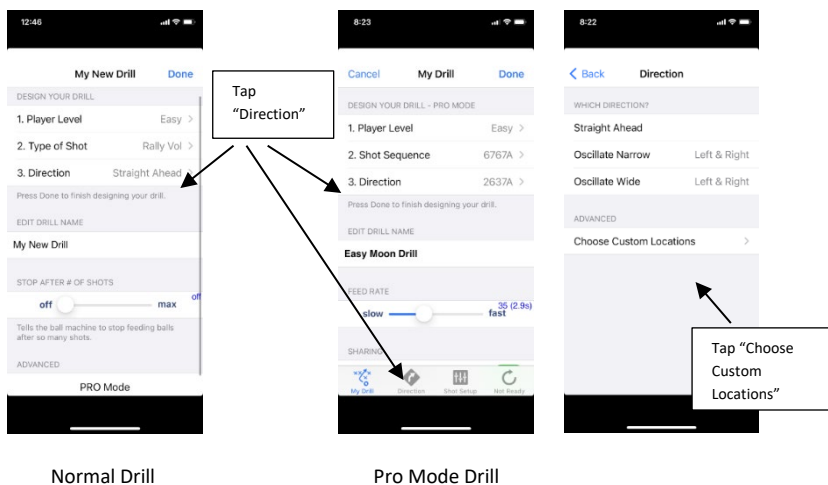 12:46
My New Drill Done
DESIGN YOUR DRILL
1. Player Level Easy
2. Type of Shot Rally Vol
3. Direction Straight Ahead
Press Done to finish designing your drill.
EDIT DRILL NAME
My New Drill
STOP AFTER # OF SHOTS
off
off max
Tells the ball machine to stop feeding balls
after so many shots.
ADVANCED
PRO Mode
Normal Drill
Tap
“Direction”
8:23
Cancel My Drill Done
DESIGN YOUR DRILL - PRO MODE
1. Player Level Easy
2. Shot Sequence 6767A
3. Direction 2637A
Press Done to finish designing your drill.
EDIT DRILL NAME
Easy Moon Drill
FEED RATE
35 (2.9s)
slow fast
SHARING
My Drill Direction Shot Setup Not Ready
Pro Mode Drill
8:22
Back Direction
WHICH DIRECTION?
Straight Ahead
Oscillate Narrow Left & Right
Oscillate Wide Left & Right
ADVANCED
Choose Custom Locations
Tap “Choose
Custom
Locations”